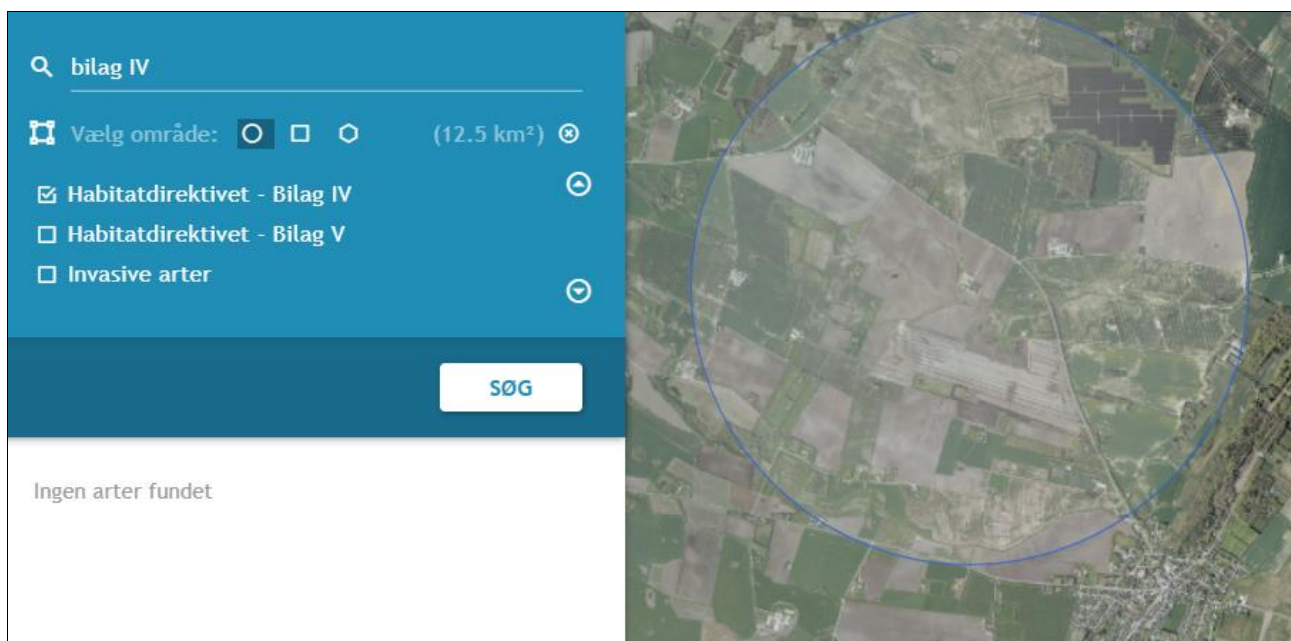 bilag IV
Vælg område: (12.5 km²)
Habitatdirektivet - Bilag IV
Habitatdirektivet - Bilag V
Invasive arter
SØG
Ingen arter fundet